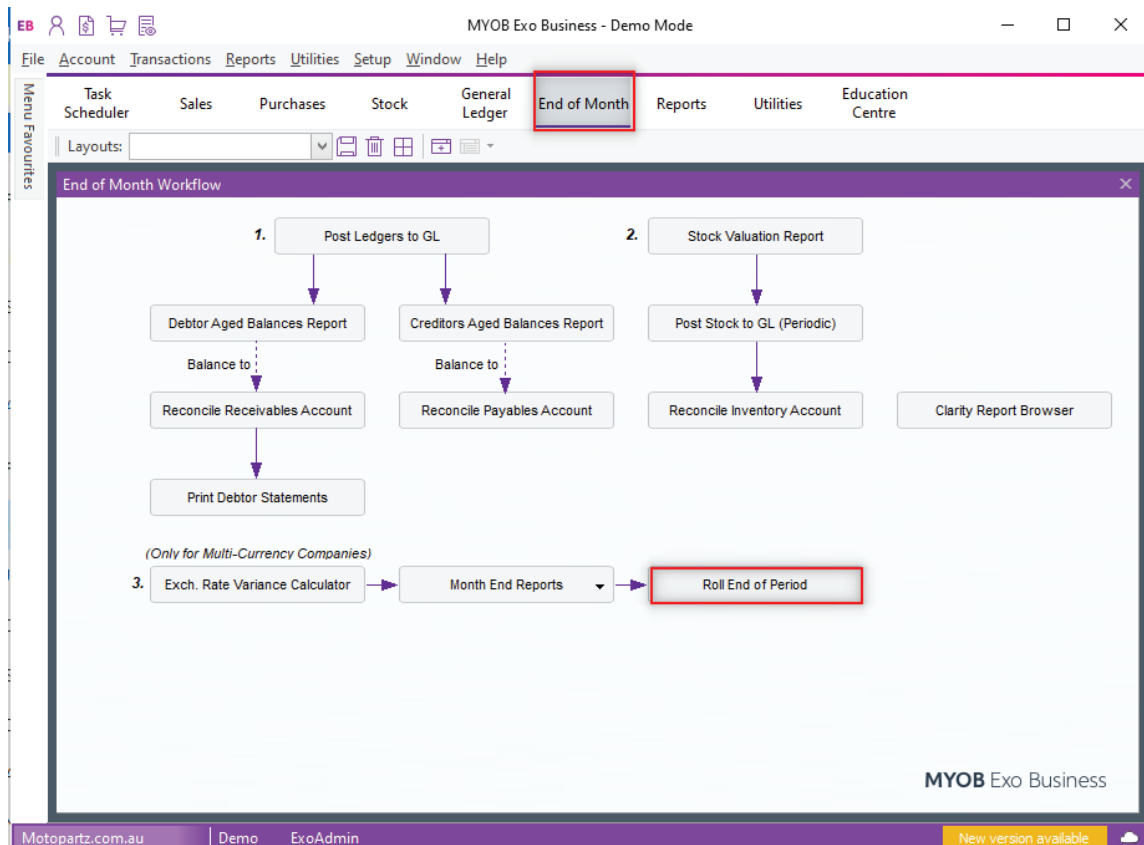 EB
MYOB Exo Business - Demo Mode
File Account Transactions Reports Utilities Setup Window Help
Menu Favourites
Task Scheduler
Sales
Purchases
Stock
General Ledger
End of Month
Reports
Utilities
Education Centre
Layouts:
End of Month Workflow
1. Post Ledgers to GL
2. Stock Valuation Report
Debtor Aged Balances Report
Creditors Aged Balances Report
Post Stock to GL (Periodic)
Balance to
Balance to
Reconcile Receivables Account
Reconcile Payables Account
Reconcile Inventory Account
Clarity Report Browser
Print Debtor Statements
(Only for Multi-Currency Companies)
3. Exch. Rate Variance Calculator
Month End Reports
Roll End of Period
MYOB Exo Business
Motopartz.com.au
Demo
ExoAdmin
New version available